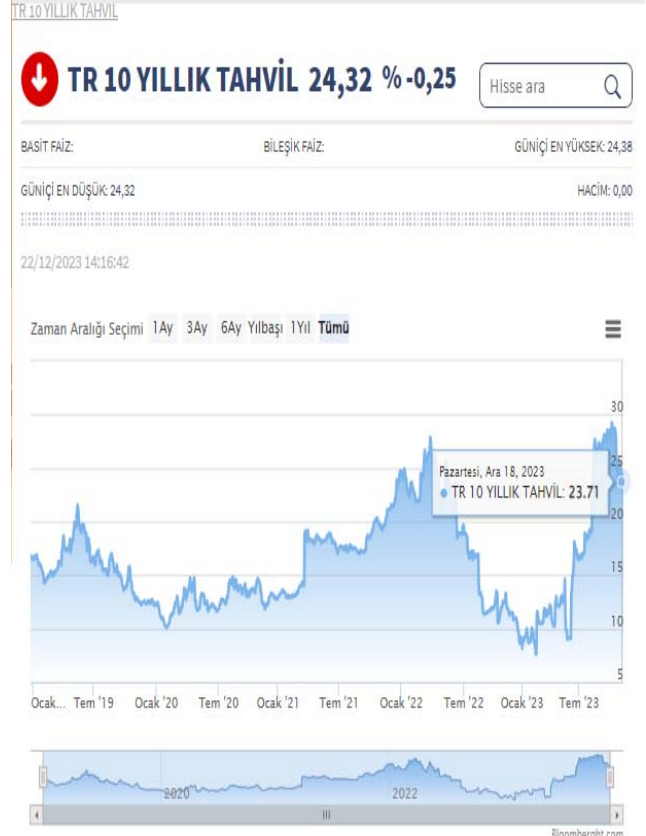 TR 10 YILLIK TAHVİL
TR 10 YILLIK TAHVİL 24,32 % -0,25
Hisse ara
BASİT FAİZ:
BİLEŞİK FAİZ:
GÜNİÇİ EN YÜKSEK: 24,38
GÜNİÇİ EN DÜŞÜK: 24,32
HACİM: 0,00
22/12/2023 14:16:42
Zaman Aralığı Seçimi 1Ay 3Ay 6Ay Yılbaşı 1Yıl Tümü
30
25
Pazartesi, Ara 18, 2023
TR 10 YILLIK TAHVİL: 23.71
20
15
10
5
Ocak... Tem '19 Ocak '20 Tem '20 Ocak '21 Tem '21 Ocak '22 Tem '22 Ocak '23 Tem '23
2020 2022
Bloomberght.com